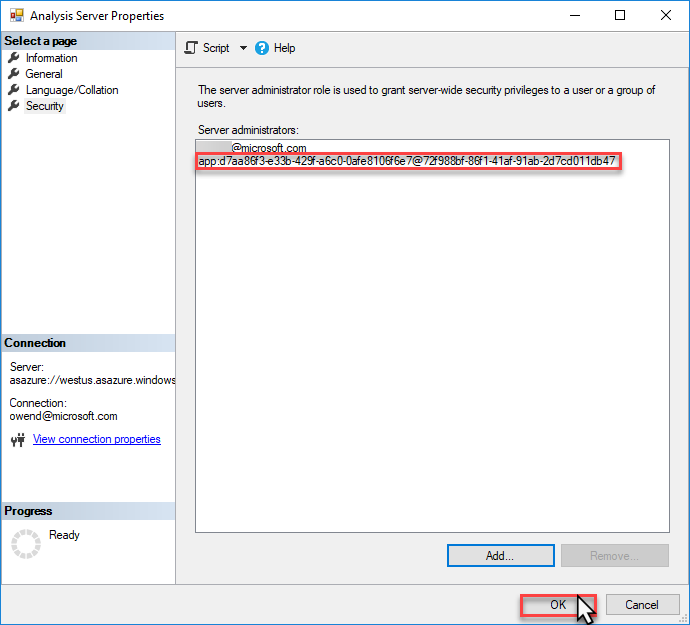 Analysis Server Properties
Select a page
Information
General
Language/Collation
Security
Script
Help
The server administrator role is used to grant server-wide security privileges to a user or a group of
users.
Server administrators:
@microsoft.com
app:d7aa86f3-e33b-429f-a6c0-0afe8106f6e7@72f988bf-86f1-41af-91ab-2d7cd011db47
Connection
Server:
asazure://westus.asazure.windows
Connection:
owend@microsoft.com
View connection properties
Progress
Ready
Add...
Remove...
OK
Cancel